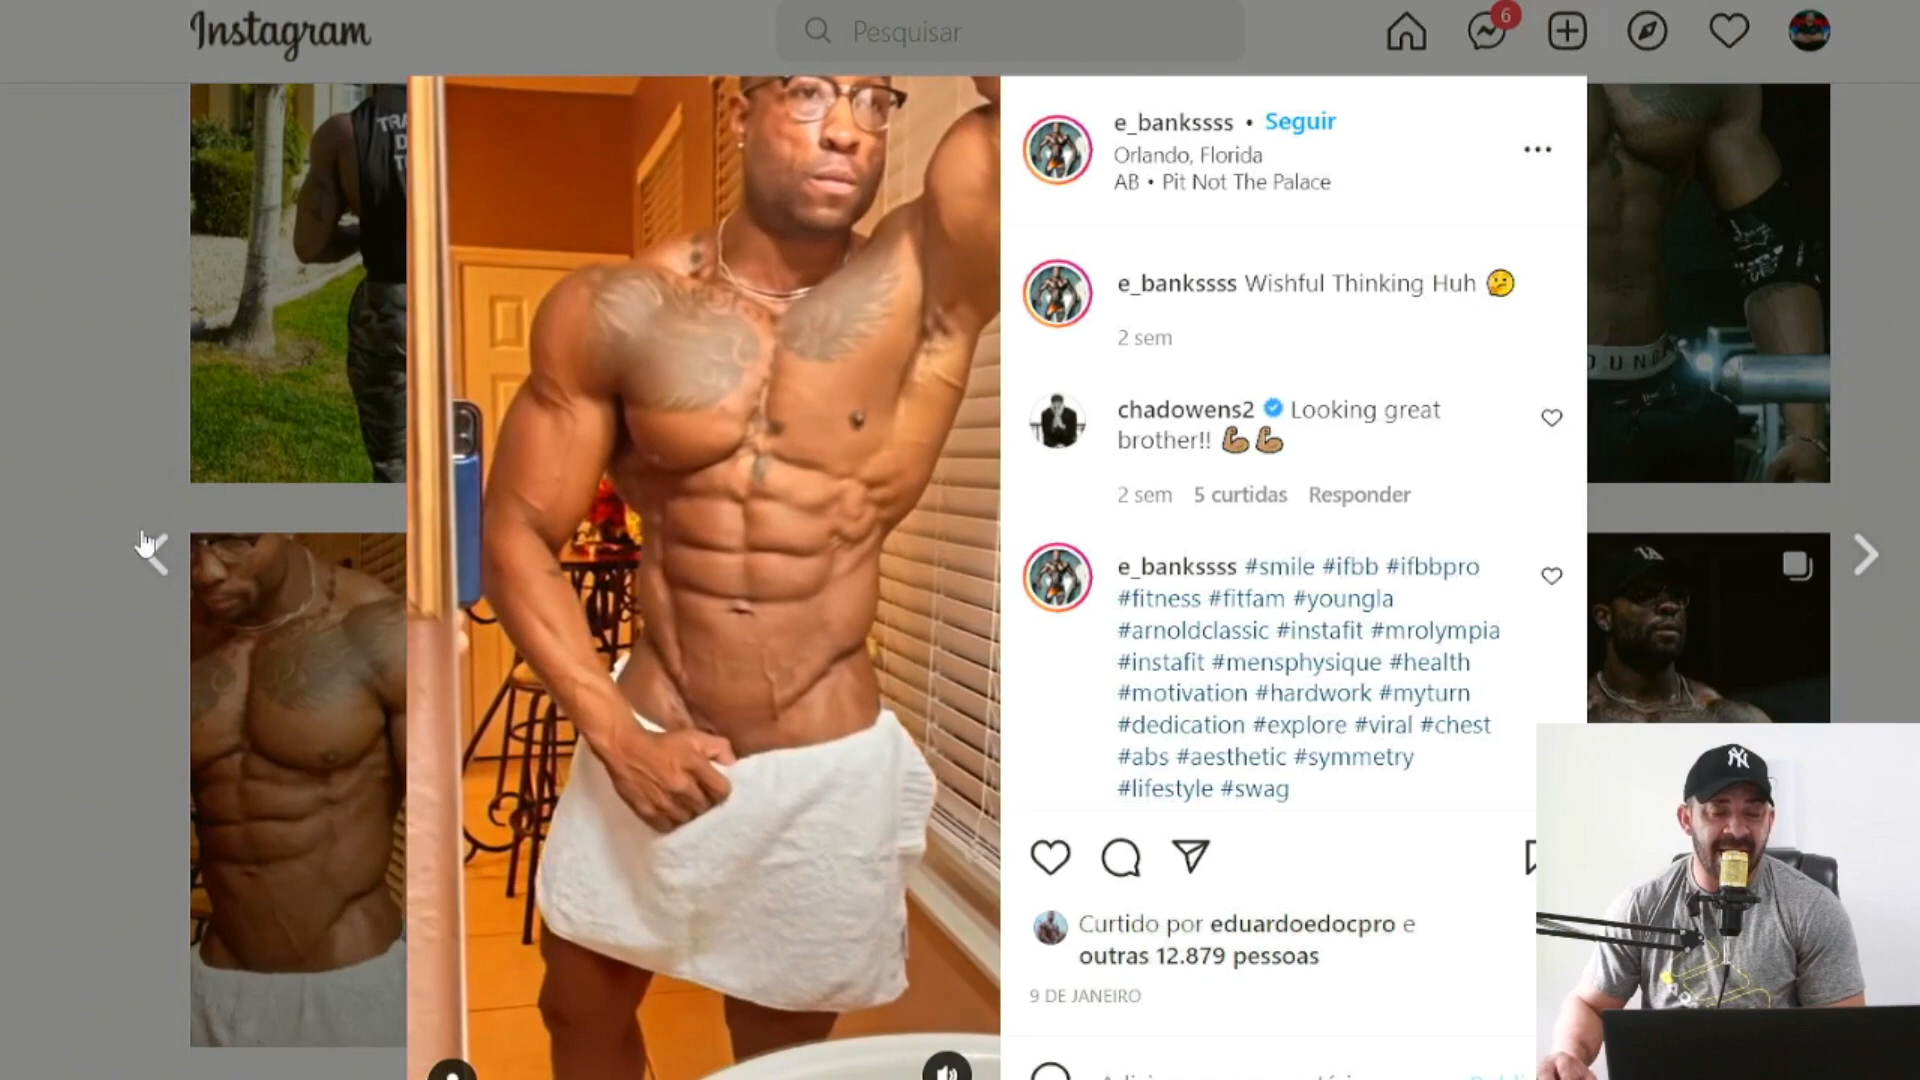 Instagram
Pesquisar
6
e_bankssss • Seguir
Orlando, Florida
AB • Pit Not The Palace
e_bankssss Wishful Thinking Huh 🤔
2 sem
chadowens2 Looking great
brother!! 💪🏽💪🏽
2 sem 5 curtidas Responder
e_bankssss #smile #ifbb #ifbbpro
#fitness #fitfam #youngla
#arnoldclassic #instafit #mrolympia
#instafit #mensphysique #health
#motivation #hardwork #myturn
#dedication #explore #viral #chest
#abs #aesthetic #symmetry
#lifestyle #swag
Curtido por eduardoedocpro e
outras 12.879 pessoas
9 DE JANEIRO
NY